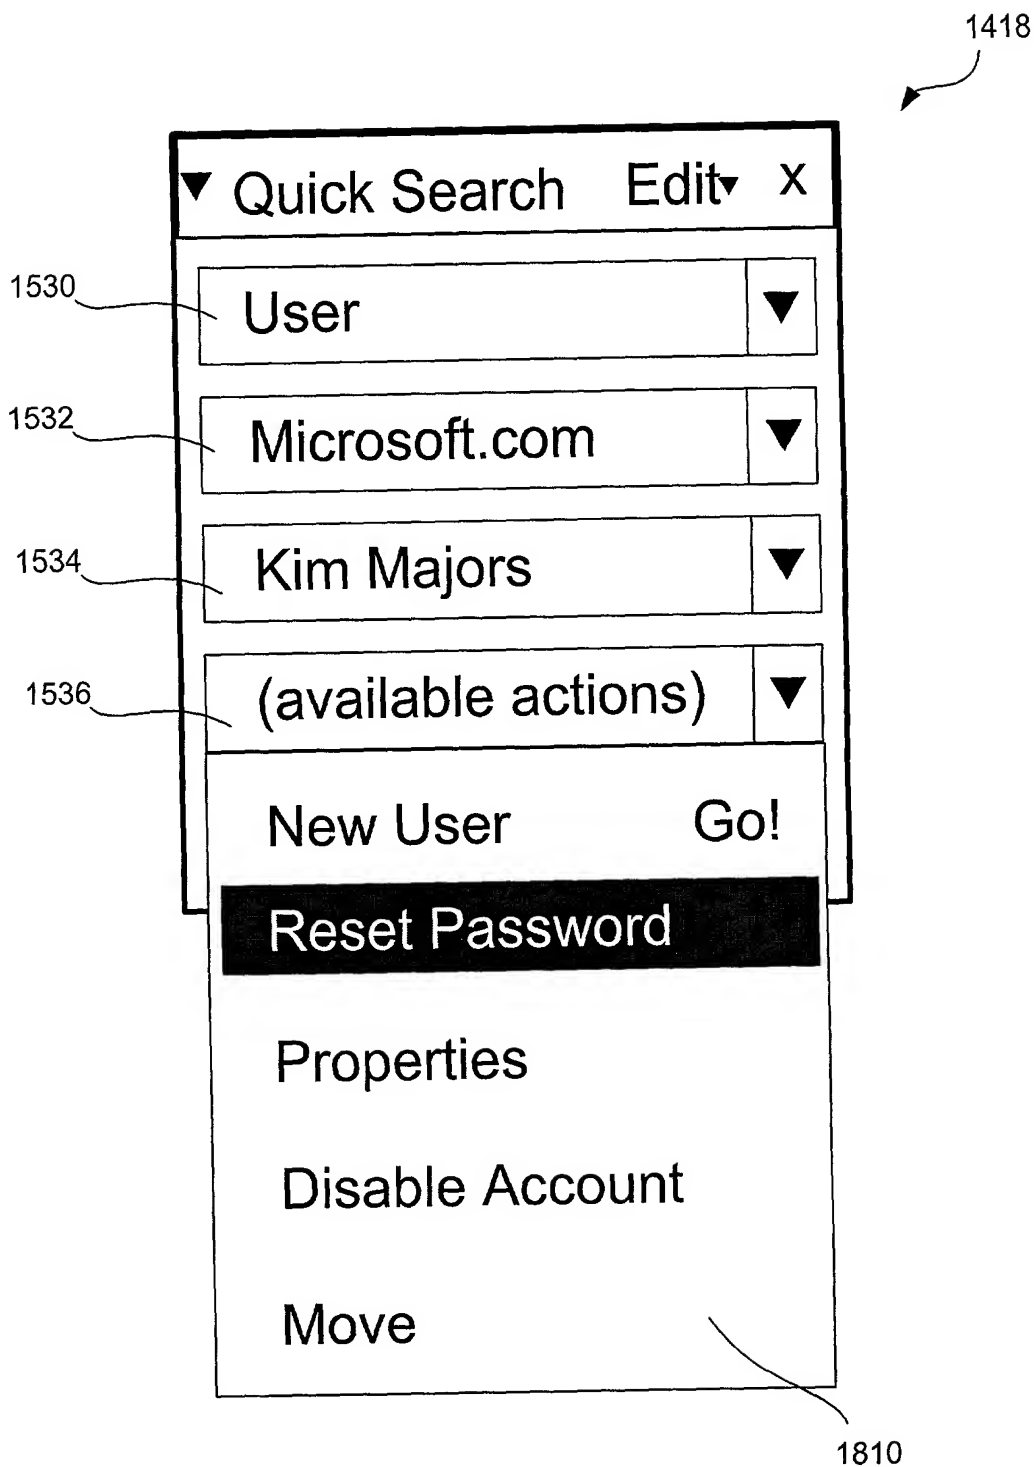 1418
Quick Search Edit x
1530
User
1532
Microsoft.com
1534
Kim Majors
1536
(available actions)
New User Go!
Reset Password
Properties
Disable Account
Move
1810